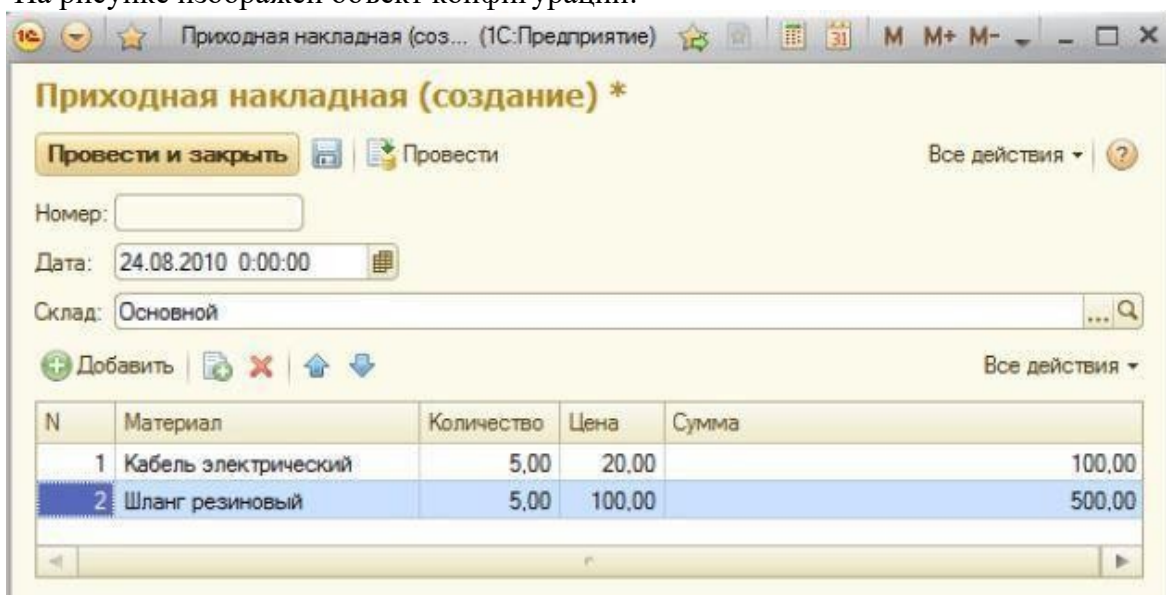 На рисунке изображен объект конфигурации:
1С Приходная накладная (соз... (1С:Предприятие) 31 M M+ M-
Приходная накладная (создание) *
Провести и закрыть Провести Все действия ?
Номер:
Дата: 24.08.2010 0:00:00
Склад: Основной ...
Добавить Все действия
N Материал Количество Цена Сумма
1 Кабель электрический 5,00 20,00 100,00
2 Шланг резиновый 5,00 100,00 500,00